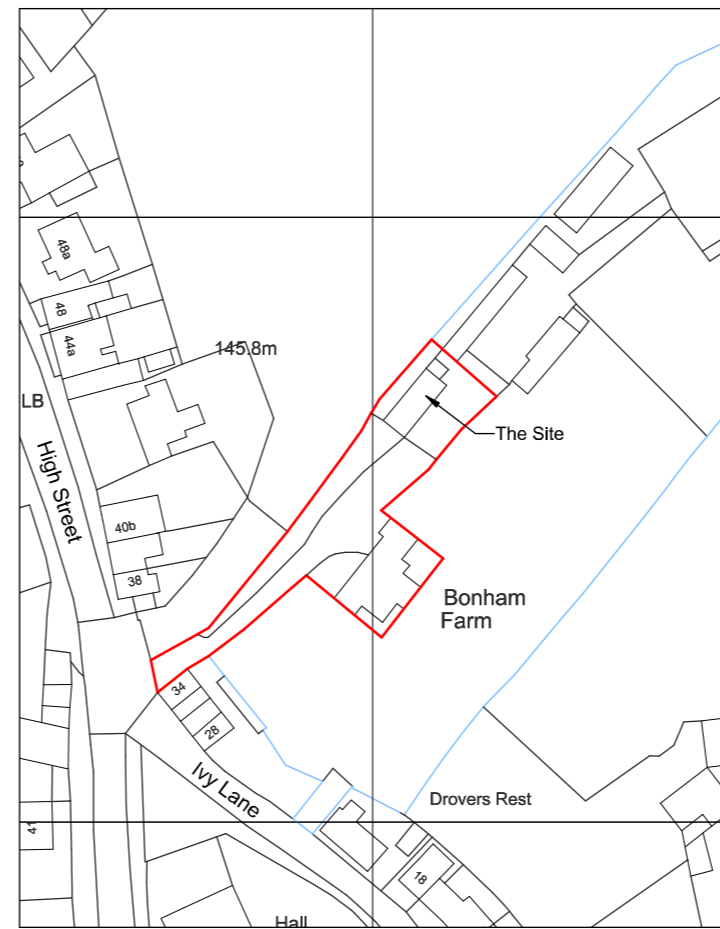 48a
48
44a
145.8m
LB
The Site
High Street
40b
38
Bonham
Farm
34
28
Ivy Lane
Drovers Rest
41
18
Hall